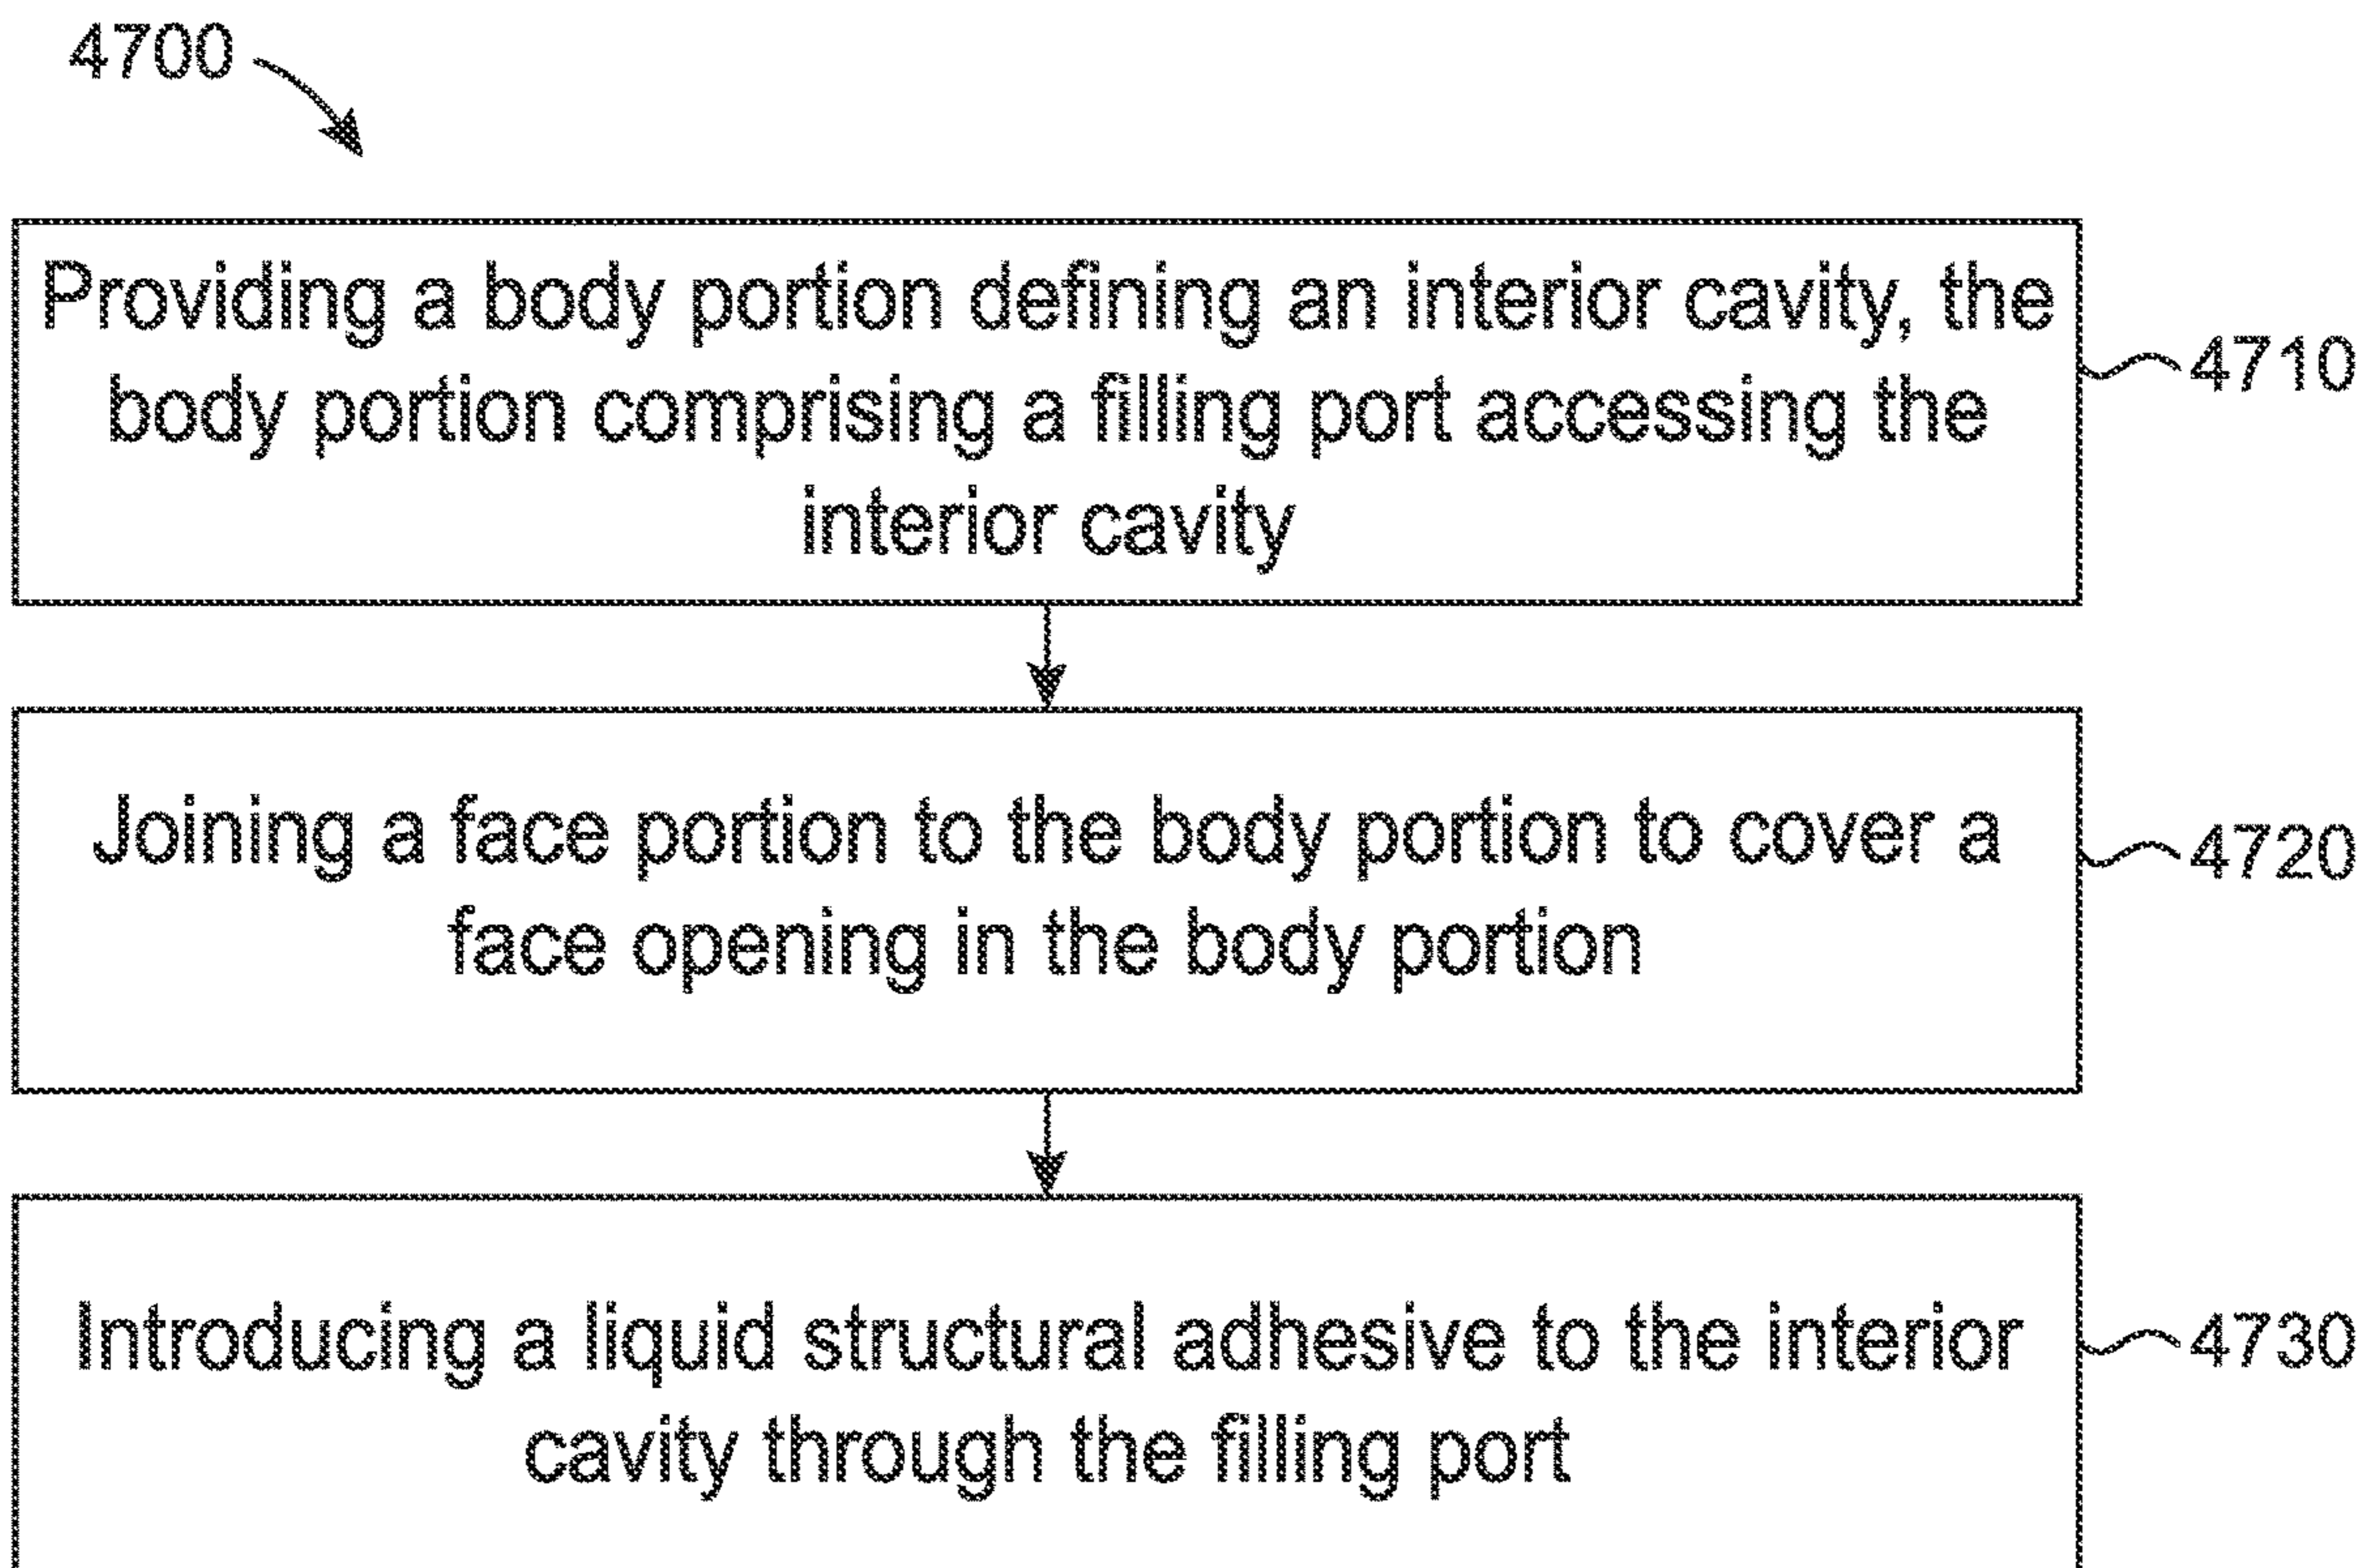 4700
Providing a body portion defining an interior cavity, the
body portion comprising a filling port accessing the
interior cavity
4710
Joining a face portion to the body portion to cover a
face opening in the body portion
4720
Introducing a liquid structural adhesive to the interior
cavity through the filling port
4730